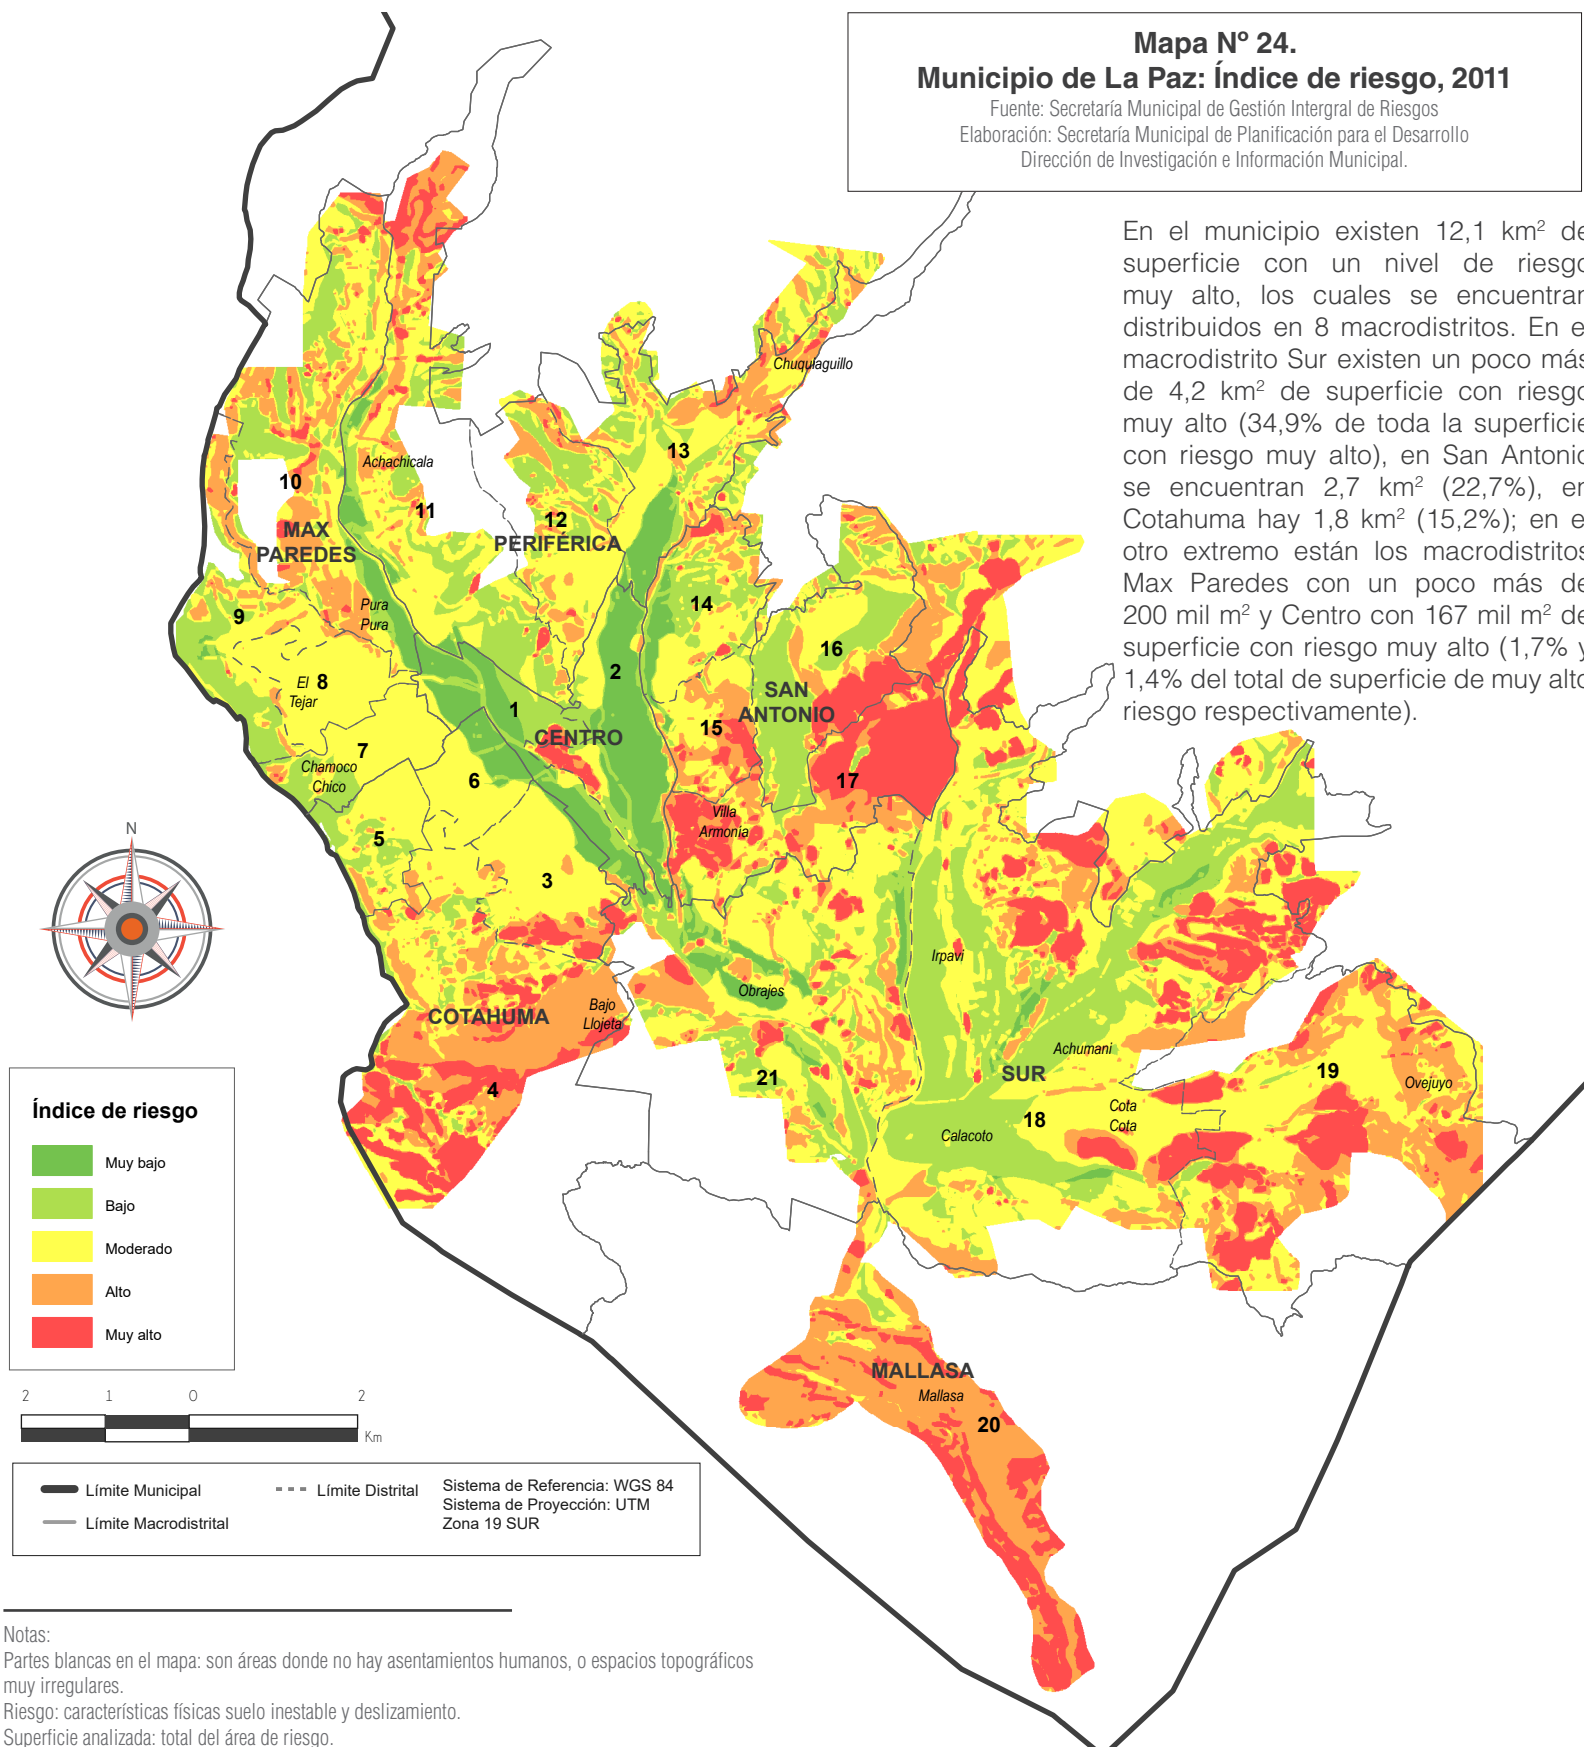 Mapa Nº 24.
Municipio de La Paz: Índice de riesgo, 2011
Fuente: Secretaría Municipal de Gestión Intergral de Riesgos
Elaboración: Secretaría Municipal de Planificación para el Desarrollo
Dirección de Investigación e Información Municipal.
En el municipio existen 12,1 km² de
superficie con un nivel de riesgo
muy alto, los cuales se encuentran
distribuidos en 8 macrodistritos. En el
macrodistrito Sur existen un poco más
de 4,2 km² de superficie con riesgo
muy alto (34,9% de toda la superficie
con riesgo muy alto), en San Antonio
se encuentran 2,7 km² (22,7%), en
Cotahuma hay 1,8 km² (15,2%); en el
otro extremo están los macrodistritos
Max Paredes con un poco más de
200 mil m² y Centro con 167 mil m² de
superficie con riesgo muy alto (1,7% y
1,4% del total de superficie de muy alto
riesgo respectivamente).
Chuquiaguillo
13
Achachicala
10
11
12
MAX
PAREDES
PERIFÉRICA
9
Pura
Pura
14
16
8
El
Tejar
2
SAN
ANTONIO
1
CENTRO
15
7
Chamoco
Chico
6
17
Villa
Armonia
5
3
Irpavi
Obrajes
Bajo
Llojeta
COTAHUMA
4
21
Achumani
SUR
19
Ovejuyo
18
Cota
Cota
Calacoto
MALLASA
Mallasa
20
N
Índice de riesgo
Muy bajo
Bajo
Moderado
Alto
Muy alto
2 1 0 2
Km
Límite Municipal
Límite Distrital
Límite Macrodistrital
Sistema de Referencia: WGS 84
Sistema de Proyección: UTM
Zona 19 SUR
Notas:
Partes blancas en el mapa: son áreas donde no hay asentamientos humanos, o espacios topográficos
muy irregulares.
Riesgo: características físicas suelo inestable y deslizamiento.
Superficie analizada: total del área de riesgo.